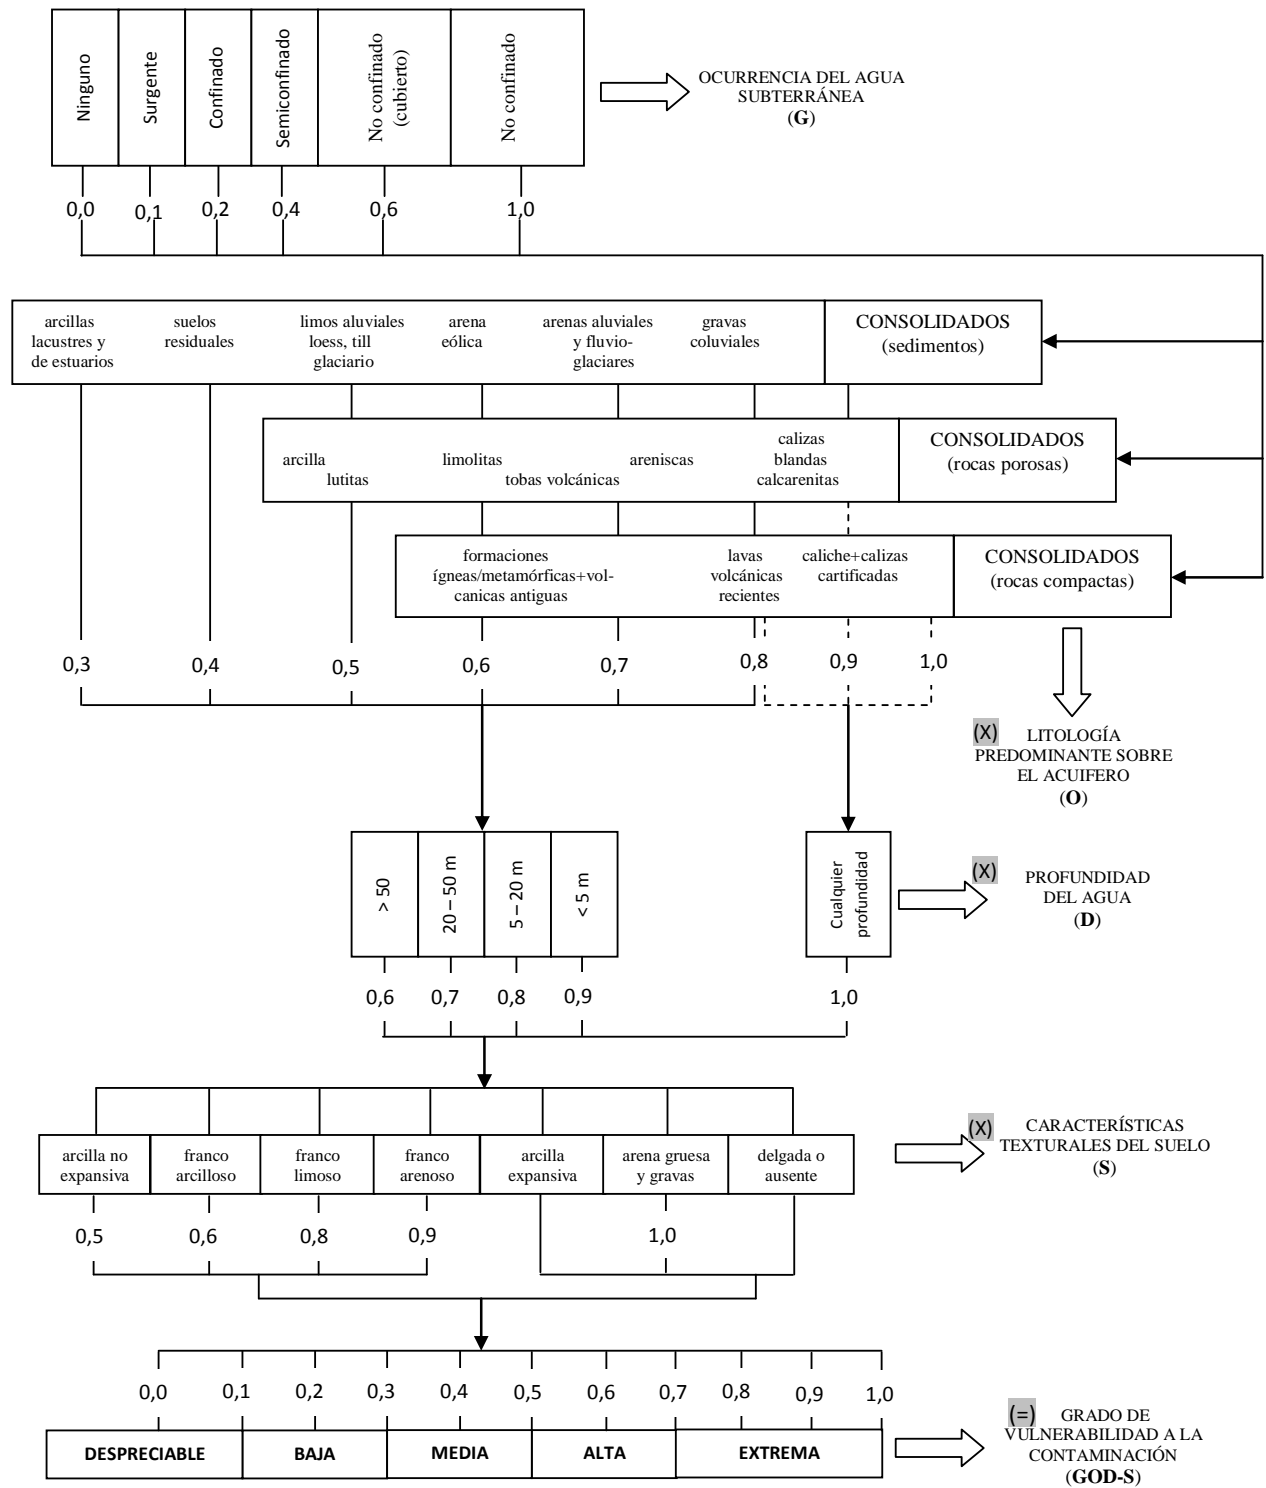 Ninguno
Surgente
Confinado
Semiconfinado
No confinado
(cubierto)
No confinado
OCURRENCIA DEL AGUA
SUBTERRÁNEA
(G)
0,0
0,1
0,2
0,4
0,6
1,0
arcillas
lacustres y
de estuarios
suelos
residuales
limos aluviales
loess, till
glaciario
arena
eólica
arenas aluviales
y fluvio-
glaciares
gravas
coluviales
CONSOLIDADOS
(sedimentos)
arcilla
lutitas
limolitas
tobas volcánicas
areniscas
calizas
blandas
calcarenitas
CONSOLIDADOS
(rocas porosas)
formaciones
ígneas/metamórficas+vol-
canicas antiguas
lavas
volcánicas
recientes
caliche+calizas
cartificadas
CONSOLIDADOS
(rocas compactas)
0,3
0,4
0,5
0,6
0,7
0,8
0,9
1,0
(X) LITOLOGÍA
PREDOMINANTE SOBRE
EL ACUIFERO
(O)
> 50
20 – 50 m
5 – 20 m
< 5 m
Cualquier
profundidad
(X) PROFUNDIDAD
DEL AGUA
(D)
0,6
0,7
0,8
0,9
1,0
arcilla no
expansiva
franco
arcilloso
franco
limoso
franco
arenoso
arcilla
expansiva
arena gruesa
y gravas
delgada o
ausente
(X) CARACTERÍSTICAS
TEXTURALES DEL SUELO
(S)
0,5
0,6
0,8
0,9
1,0
0,0
0,1
0,2
0,3
0,4
0,5
0,6
0,7
0,8
0,9
1,0
DESPRECIABLE
BAJA
MEDIA
ALTA
EXTREMA
(=) GRADO DE
VULNERABILIDAD A LA
CONTAMINACIÓN
(GOD-S)